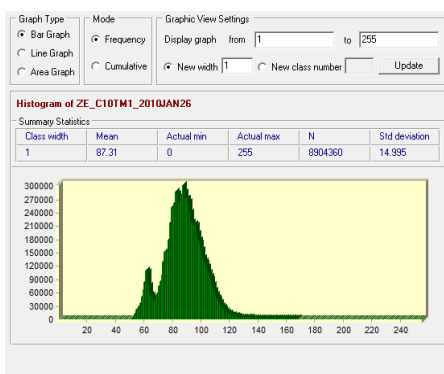 Graph Type Mode Graphic View Settings
Bar Graph Frequency Display graph from 1 to 255
Line Graph
Area Graph Cumulative New width 1 New class number Update
Histogram of ZE_C10TM1_2010JAN26
Summary Statistics
Class width Mean Actual min Actual max N Std deviation
1 87.31 0 255 8904360 14.995
300000
270000
240000
210000
180000
150000
120000
90000
60000
30000
0
20 40 60 80 100 120 140 160 180 200 220 240